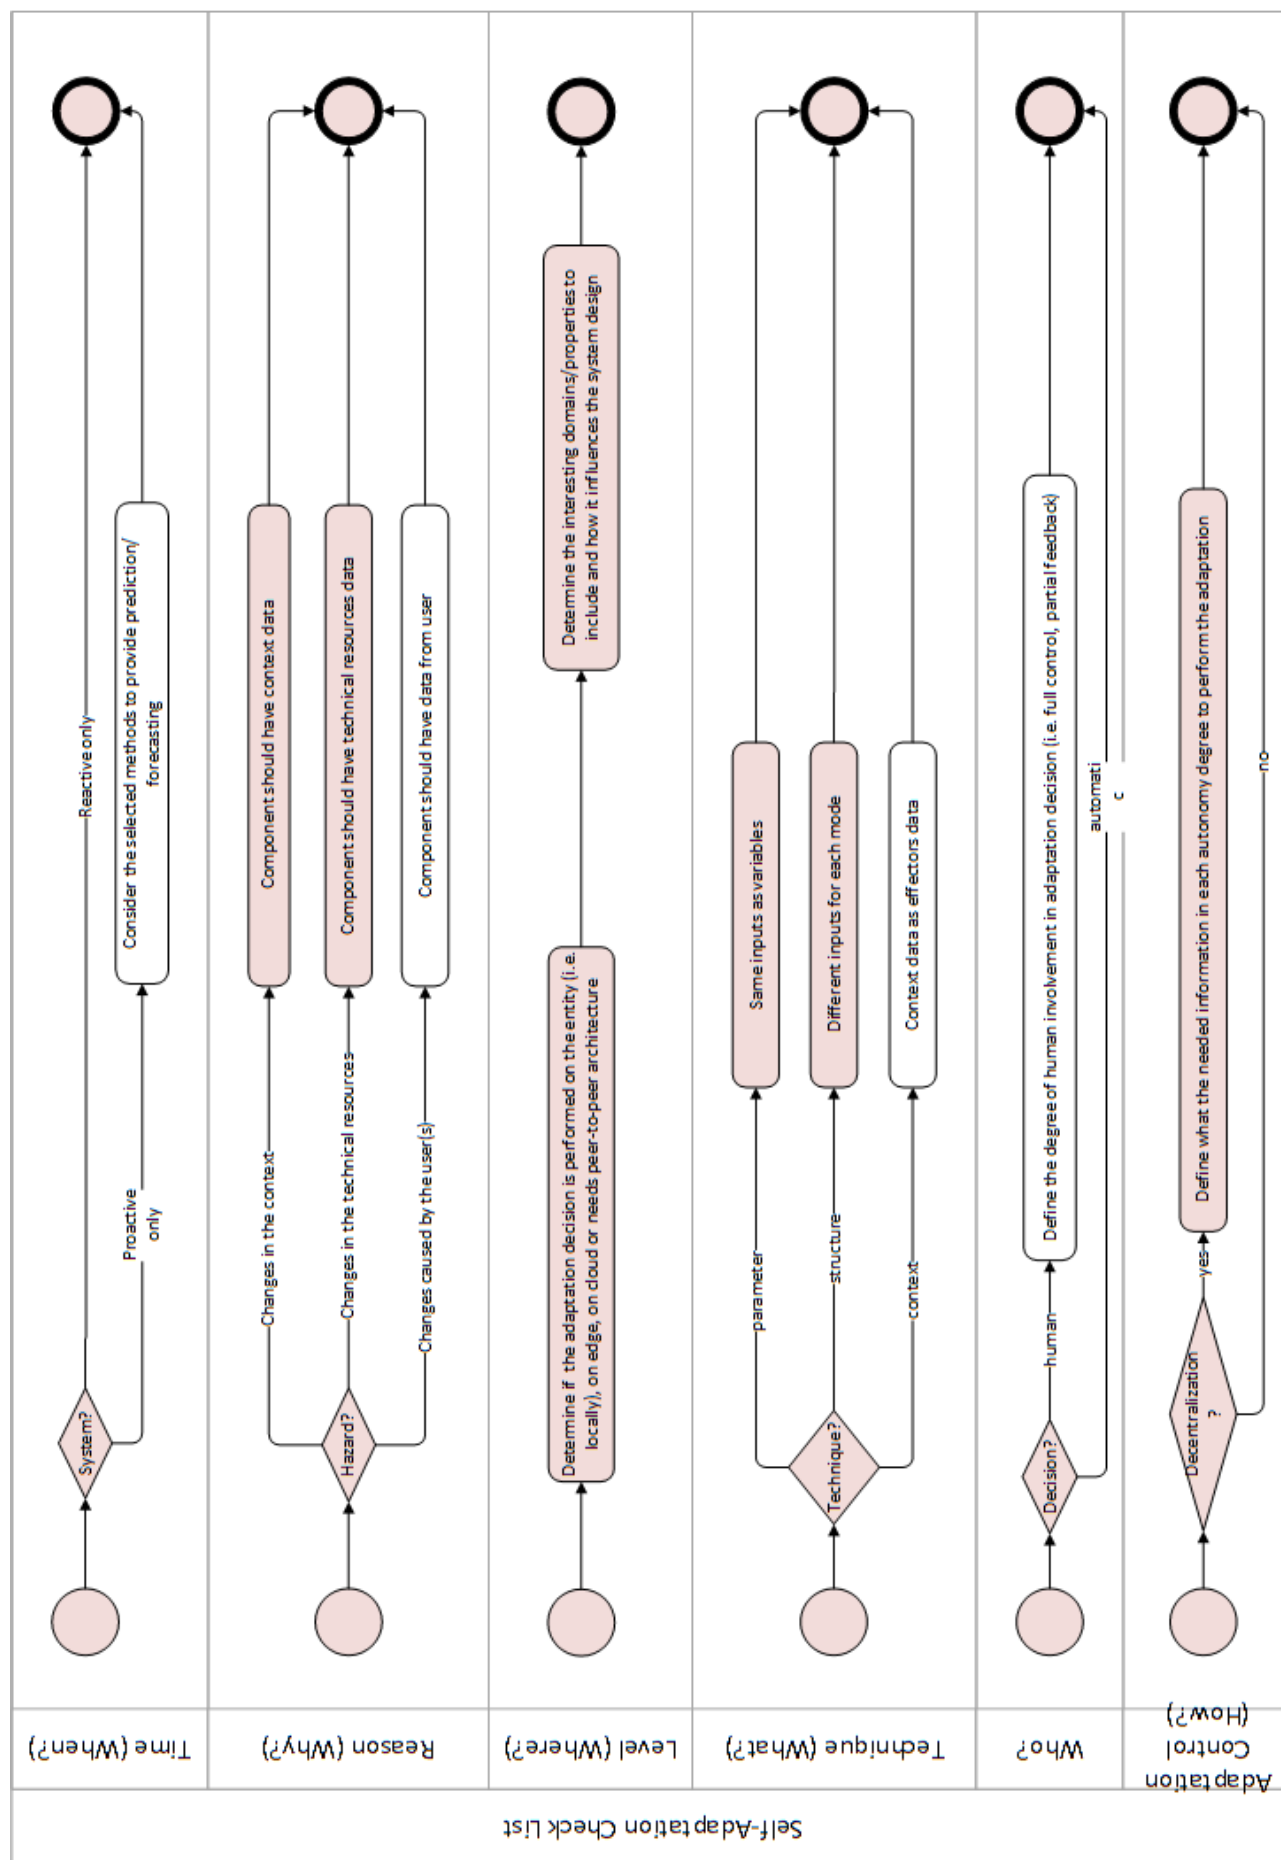 Self-Adaptation Check List
Time (When?)
System?
Reactive only
Proactive
only
Consider the selected methods to provide prediction/
forecasting
Reason (Why?)
Hazard?
Changes in the context
Component should have context data
Changes in the technical resources
Component should have technical resources data
Changes caused by the user(s)
Component should have data from user
Level (Where?)
Determine if the adaptation decision is performed on the entity (i.e.
locally), on edge, on cloud or needs peer-to-peer architecture
Determine the interesting domains/properties to
include and how it influences the system design
Technique (What?)
Technique?
parameter
Same inputs as variables
structure
Different inputs for each mode
context
Context data as effectors data
Who?
Decision?
human
Define the degree of human involvement in adaptation decision (i.e. full control, partial feedback)
automati
c
Adaptation
Control
(How?)
Decentralization
?
yes
Define what the needed information in each autonomy degree to perform the adaptation
no